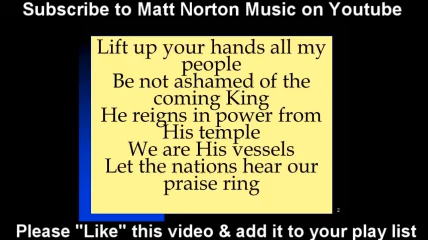 Subscribe to Matt Norton Music on Youtube
Lift up your hands all my
people
Be not ashamed of the
coming King
He reigns in power from
His temple
We are His vessels
Let the nations hear our
praise ring
2
Please "Like" this video & add it to your play list